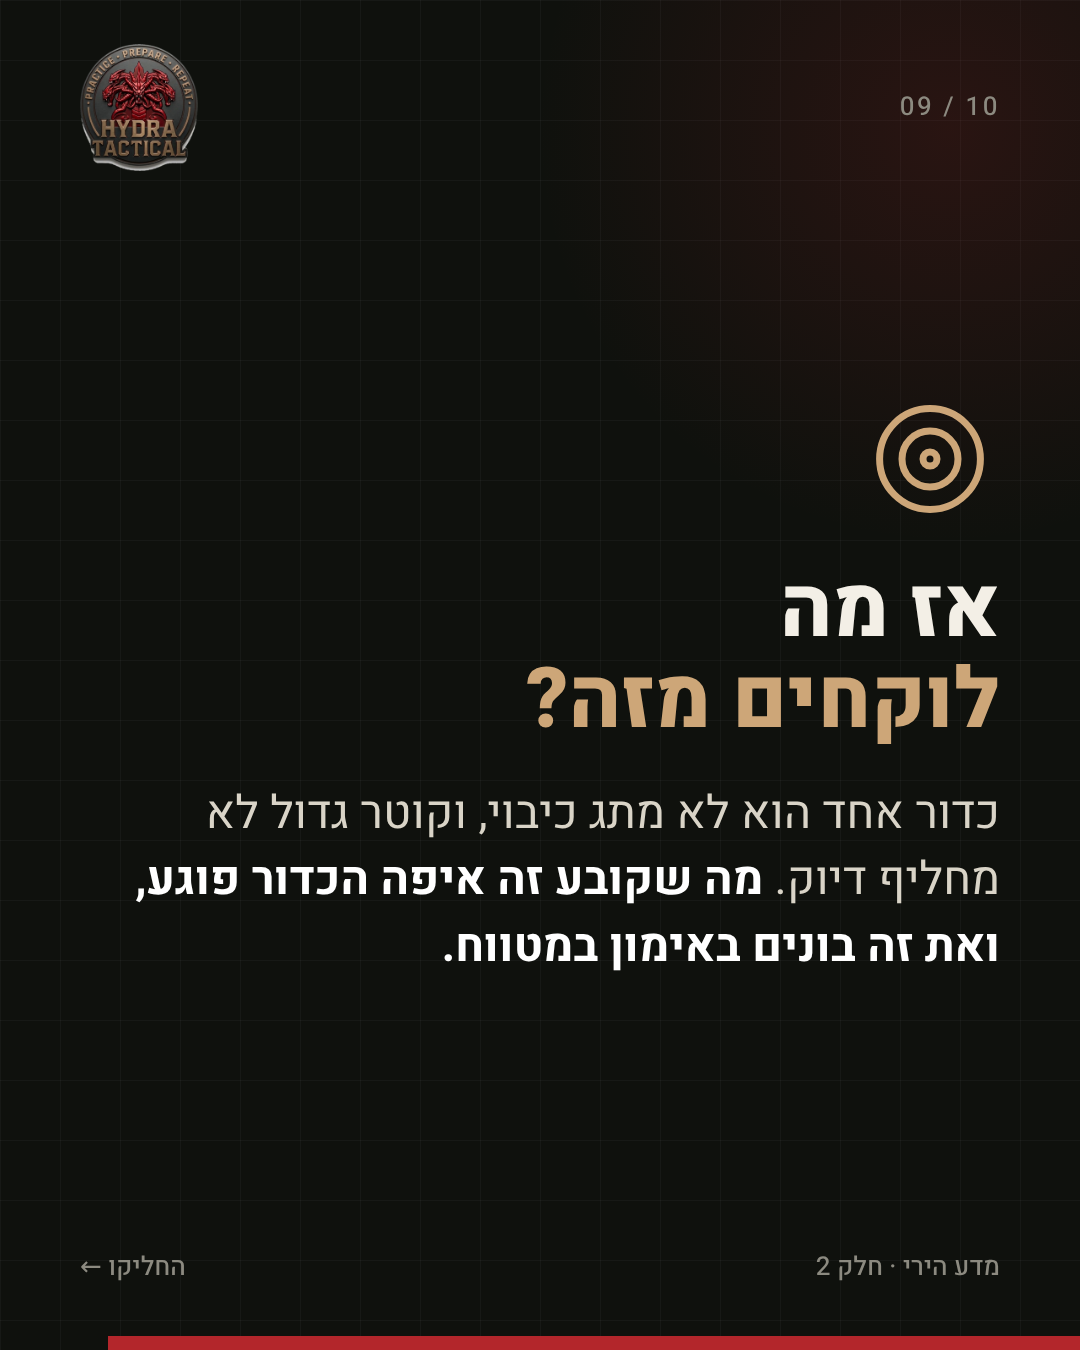 PRACTICE · PREPARE · REPEAT
HYDRA
TACTICAL
09 / 10
אז מה
לוקחים מזה?
כדור אחד הוא לא מתג כיבוי, וקוטר גדול לא
מחליף דיוק. מה שקובע זה איפה הכדור פוגע,
ואת זה בונים באימון במטווח.
מדע הירי · חלק 2
החליקו ←